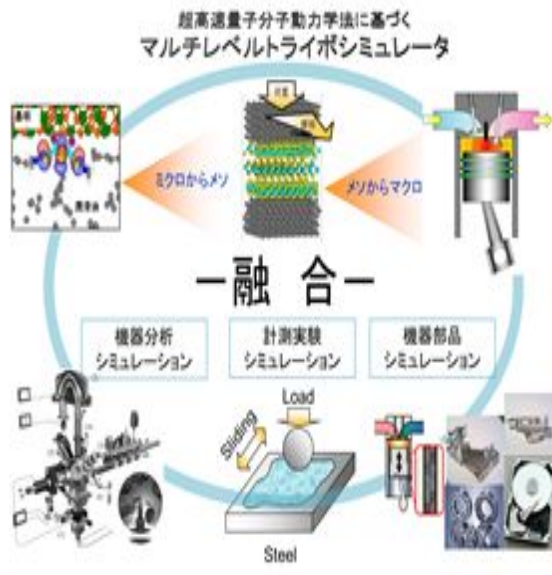 超高速量子分子動力学法に基づく
マルチレベルトライボシミュレータ
荷重
基板
ミクロからメソ
メソからマクロ
ー融 合ー
機器分析
シミュレーション
計測実験
シミュレーション
機器部品
シミュレーション
Load
Sliding
Steel